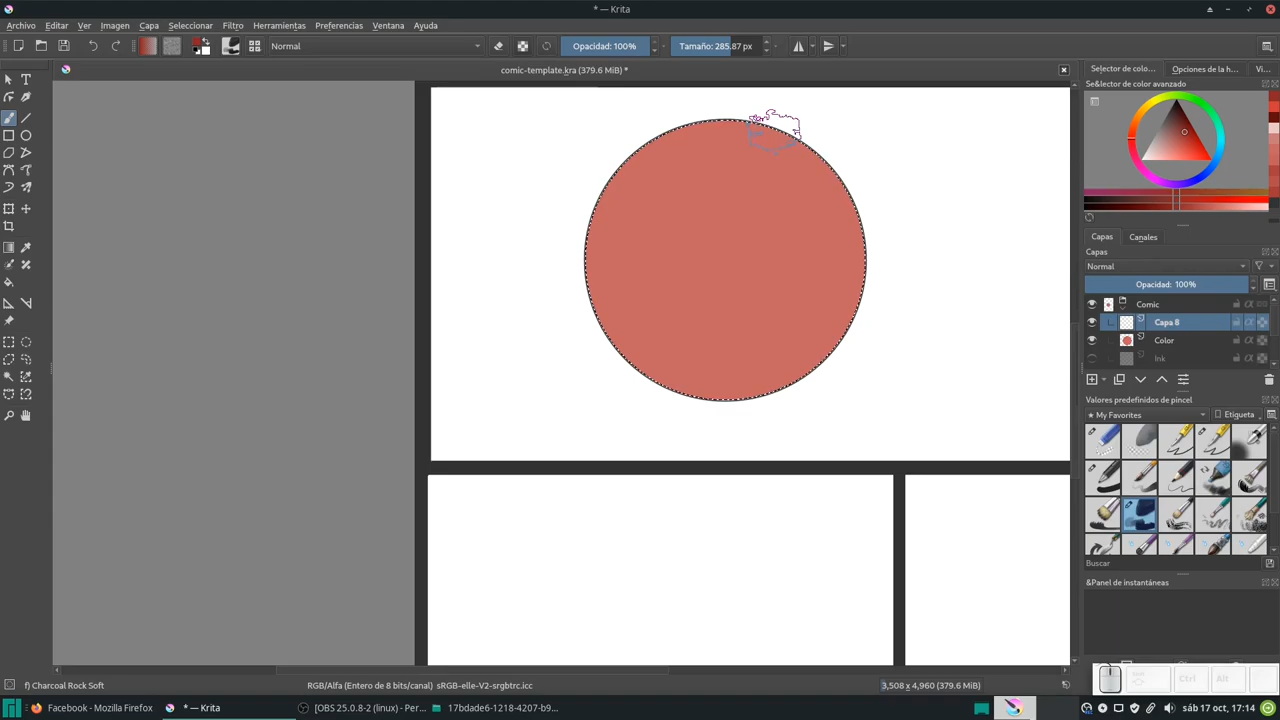 * — Krita
Archivo Editar Ver Imagen Capa Seleccionar Filtro Herramientas Preferencias Ventana Ayuda
Normal Opacidad: 100% Tamaño: 285.87 px
comic-template.kra (379.6 MiB) *
Selector de colo... Opciones de la h... Vi...
Se&lector de color avanzado
Capas Canales
Capas
Normal
Opacidad: 100%
Comic
Capa 8
Color
Ink
Valores predefinidos de pincel
★ My Favorites Etiqueta
Buscar
&Panel de instantáneas
f) Charcoal Rock Soft RGB/Alfa (Entero de 8 bits/canal) sRGB-elle-V2-srgbtrc.icc 3,508 x 4,960 (379.6 MiB)
Ctrl Alt
Facebook - Mozilla Firefox * — Krita [OBS 25.0.8-2 (linux) - Per... 17bdade6-1218-4207-b9... sáb 17 oct, 17:14